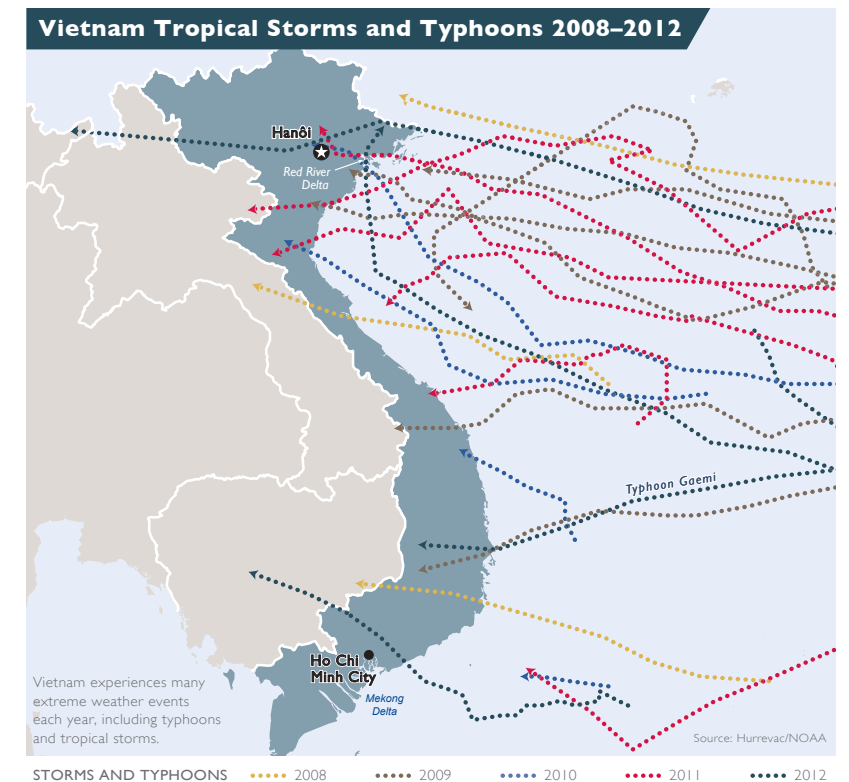 Vietnam Tropical Storms and Typhoons 2008–2012
Hanôi
Red River
Delta
Typhoon Gaemi
Ho Chi
Minh City
Mekong
Delta
Vietnam experiences many
extreme weather events
each year, including typhoons
and tropical storms.
Source: Hurrevac/NOAA
STORMS AND TYPHOONS 2008 2009 2010 2011 2012